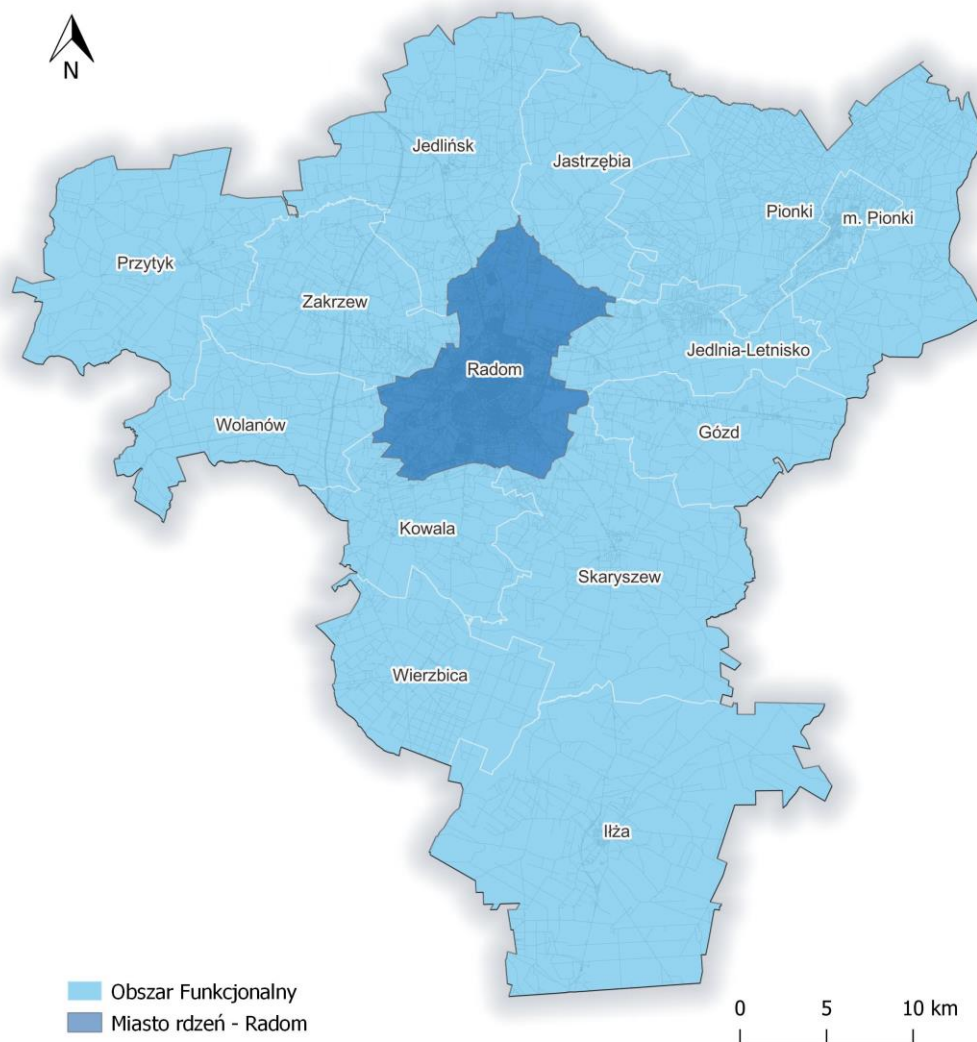 N
Jedlińsk
Jastrzębia
Pionki
m. Pionki
Przytyk
Zakrzew
Jedlnia-Letnisko
Radom
Wolanów
Gózd
Kowala
Skaryszew
Wierzbica
Iłża
Obszar Funkcjonalny
Miasto rdzeń - Radom
0 5 10 km